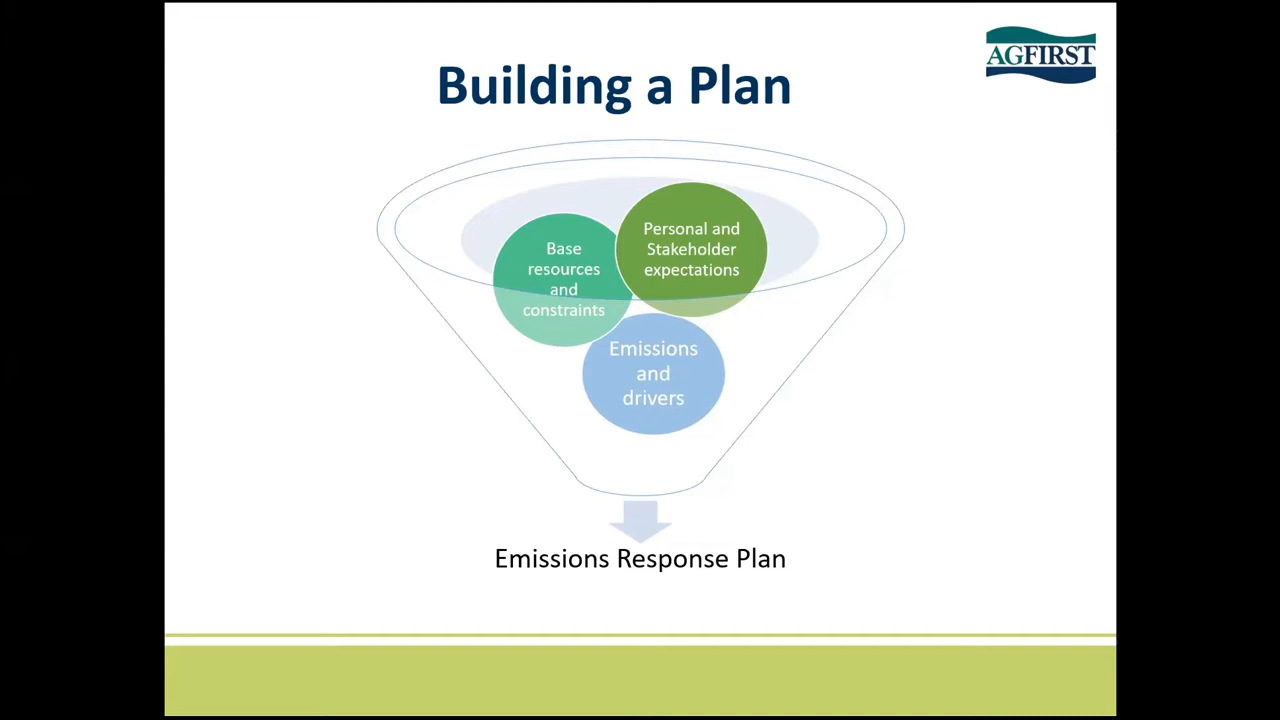 AGFIRST
Building a Plan
Personal and
Stakeholder
expectations
Base
resources
and
constraints
Emissions
and
drivers
Emissions Response Plan